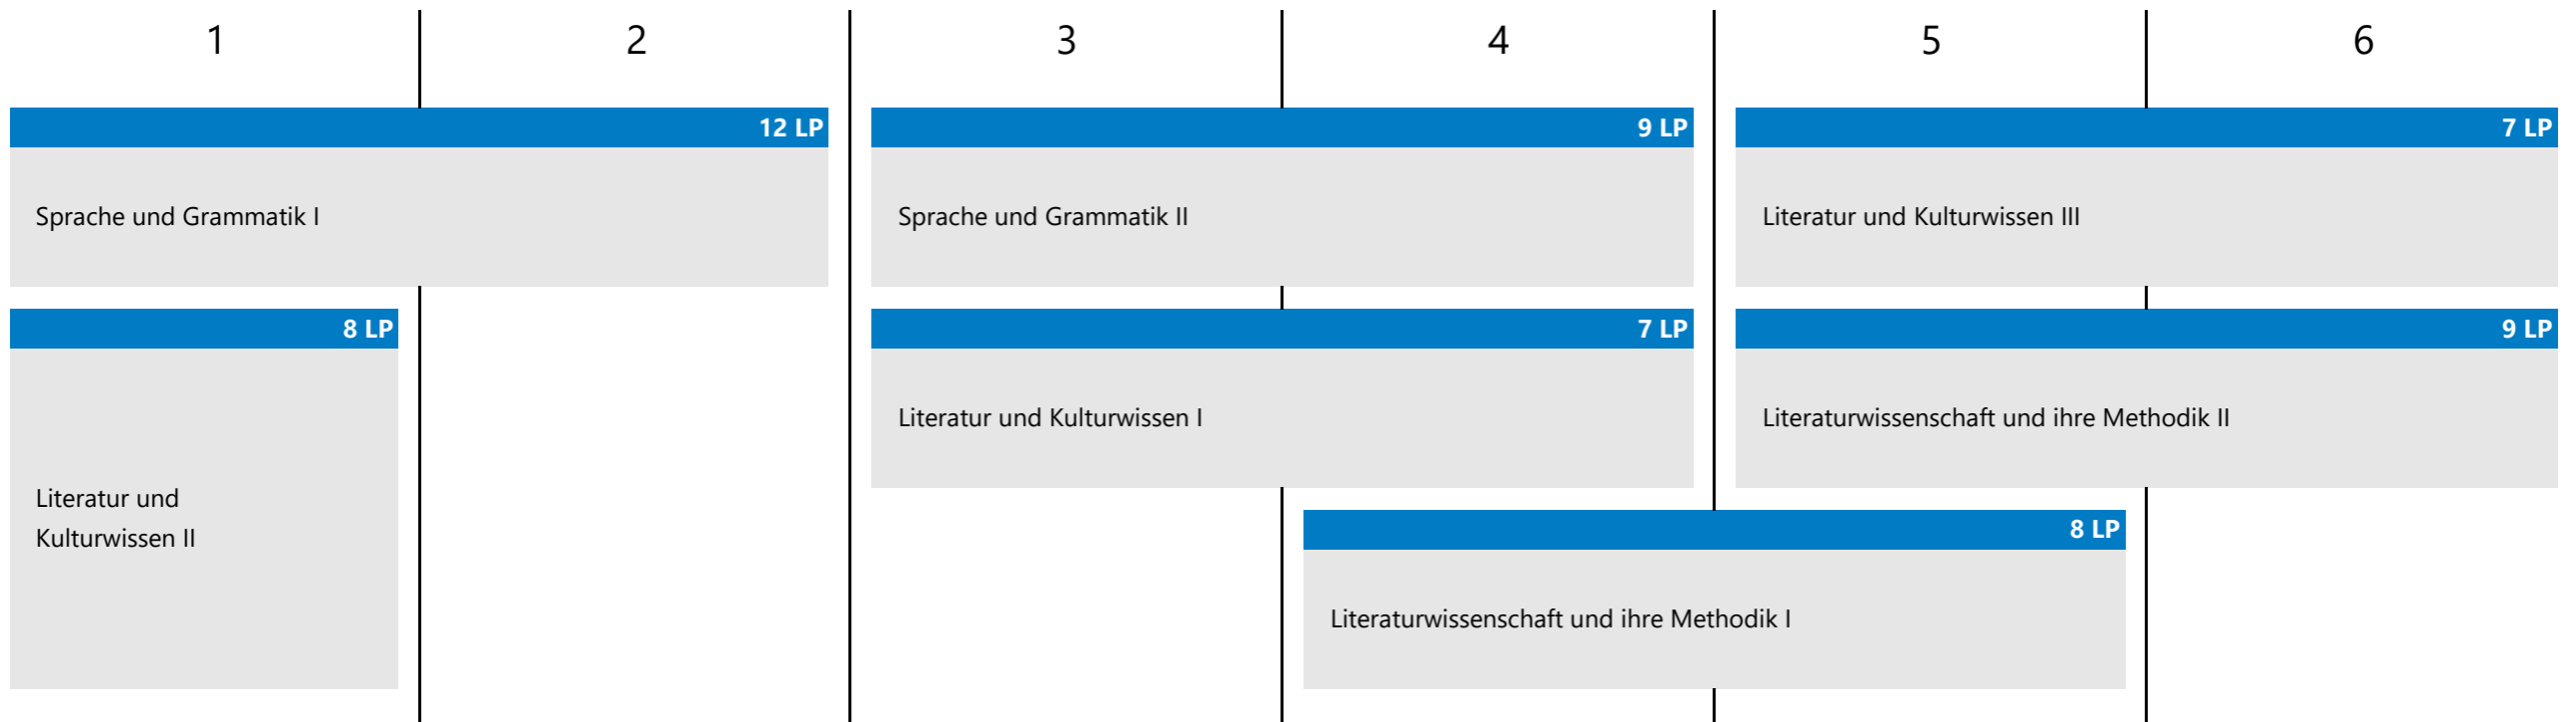 1
2
3
4
5
6
12 LP
Sprache und Grammatik I
9 LP
Sprache und Grammatik II
7 LP
Literatur und Kulturwissen III
8 LP
Literatur und
Kulturwissen II
7 LP
Literatur und Kulturwissen I
9 LP
Literaturwissenschaft und ihre Methodik II
8 LP
Literaturwissenschaft und ihre Methodik I